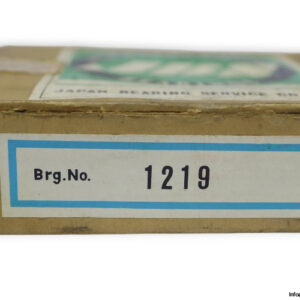 JAPAN BEARING SERVICE CO
Brg.No. 1219